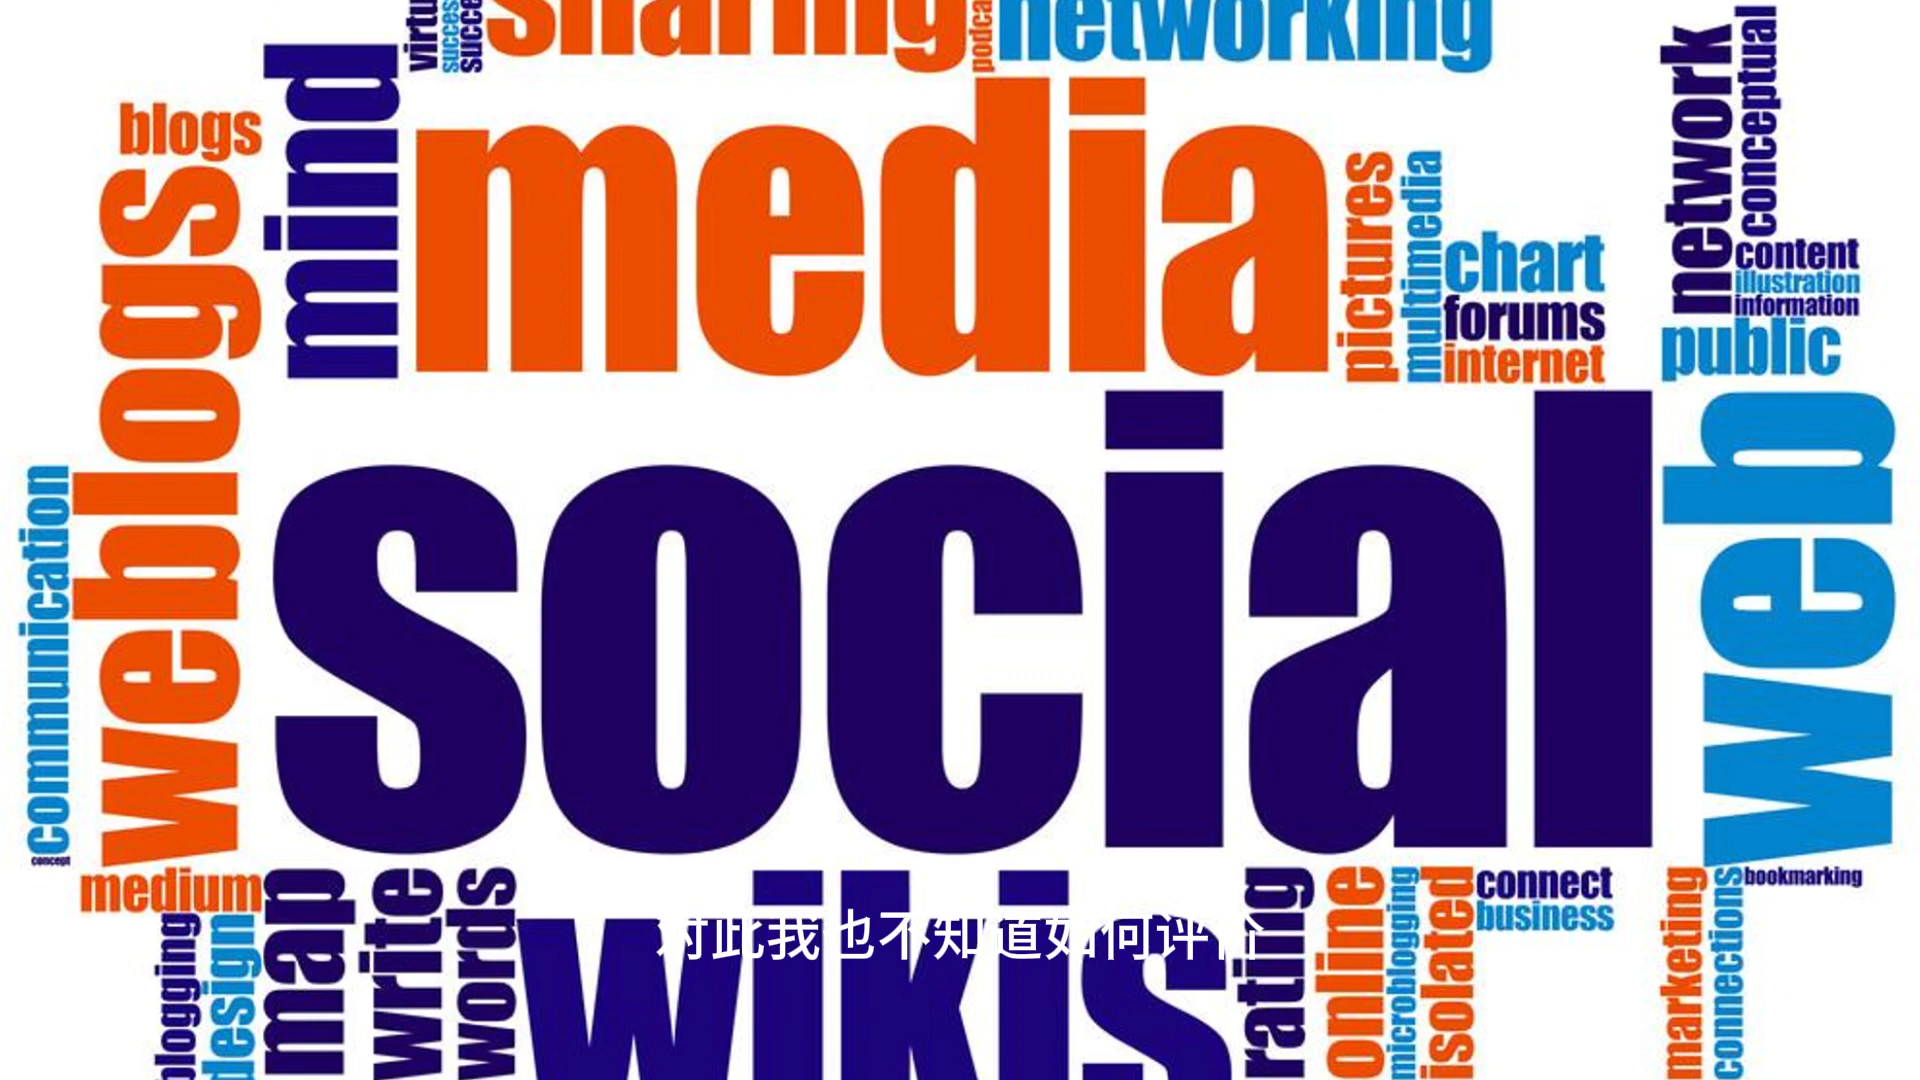 sharing
networking
mind
media
blogs
weblogs
pictures
multimedia
chart
forums
internet
network
conceptual
content
illustration
information
public
communication
concept
social
web
medium
map
write
words
wikis
rating
online
microblogging
isolated
connect
business
marketing
connections
bookmarking
design
对此我也不知道如何评价